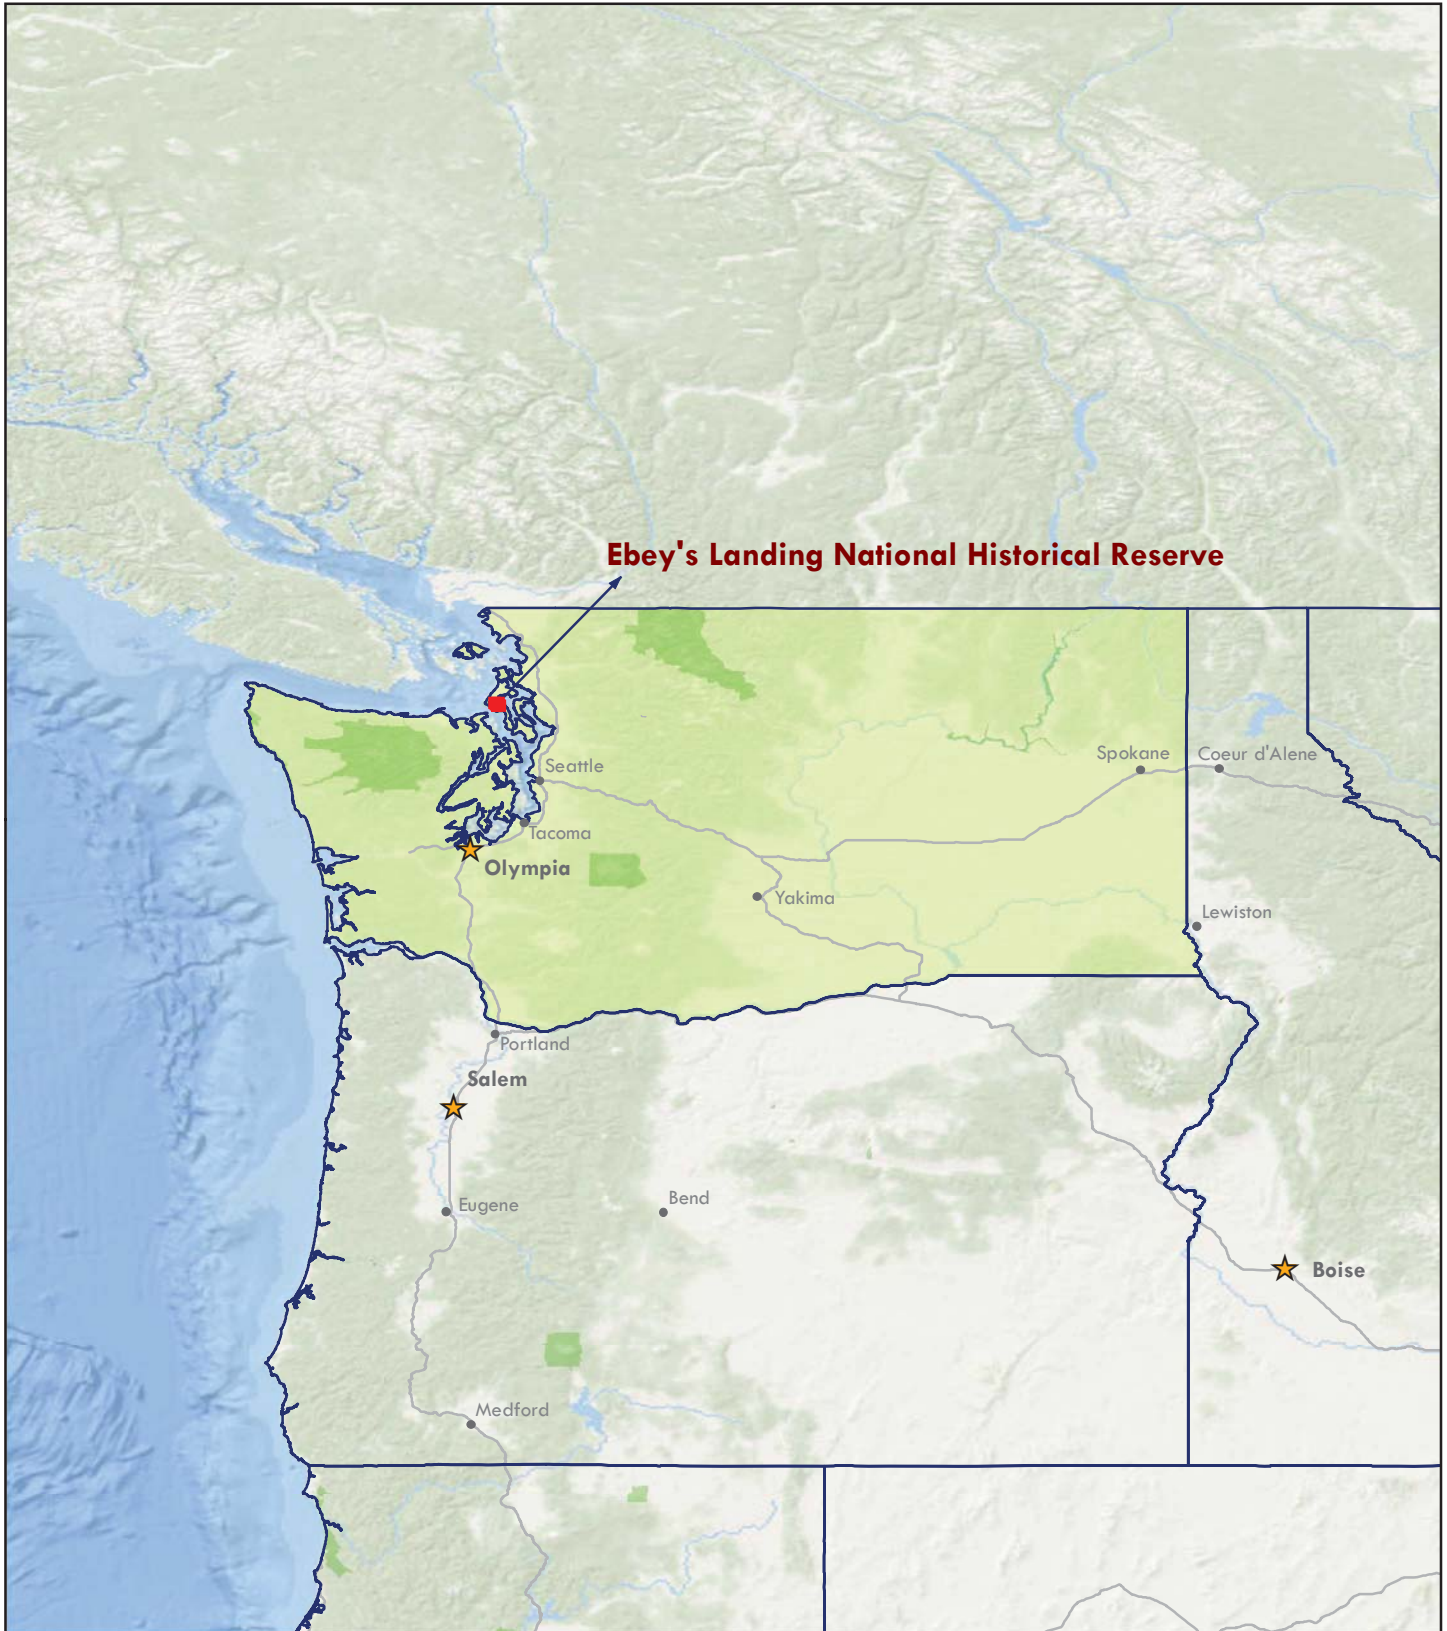 Ebey's Landing National Historical Reserve
Spokane
Coeur d'Alene
Seattle
Tacoma
Olympia
Yakima
Lewiston
Portland
Salem
Bend
Eugene
Boise
Medford